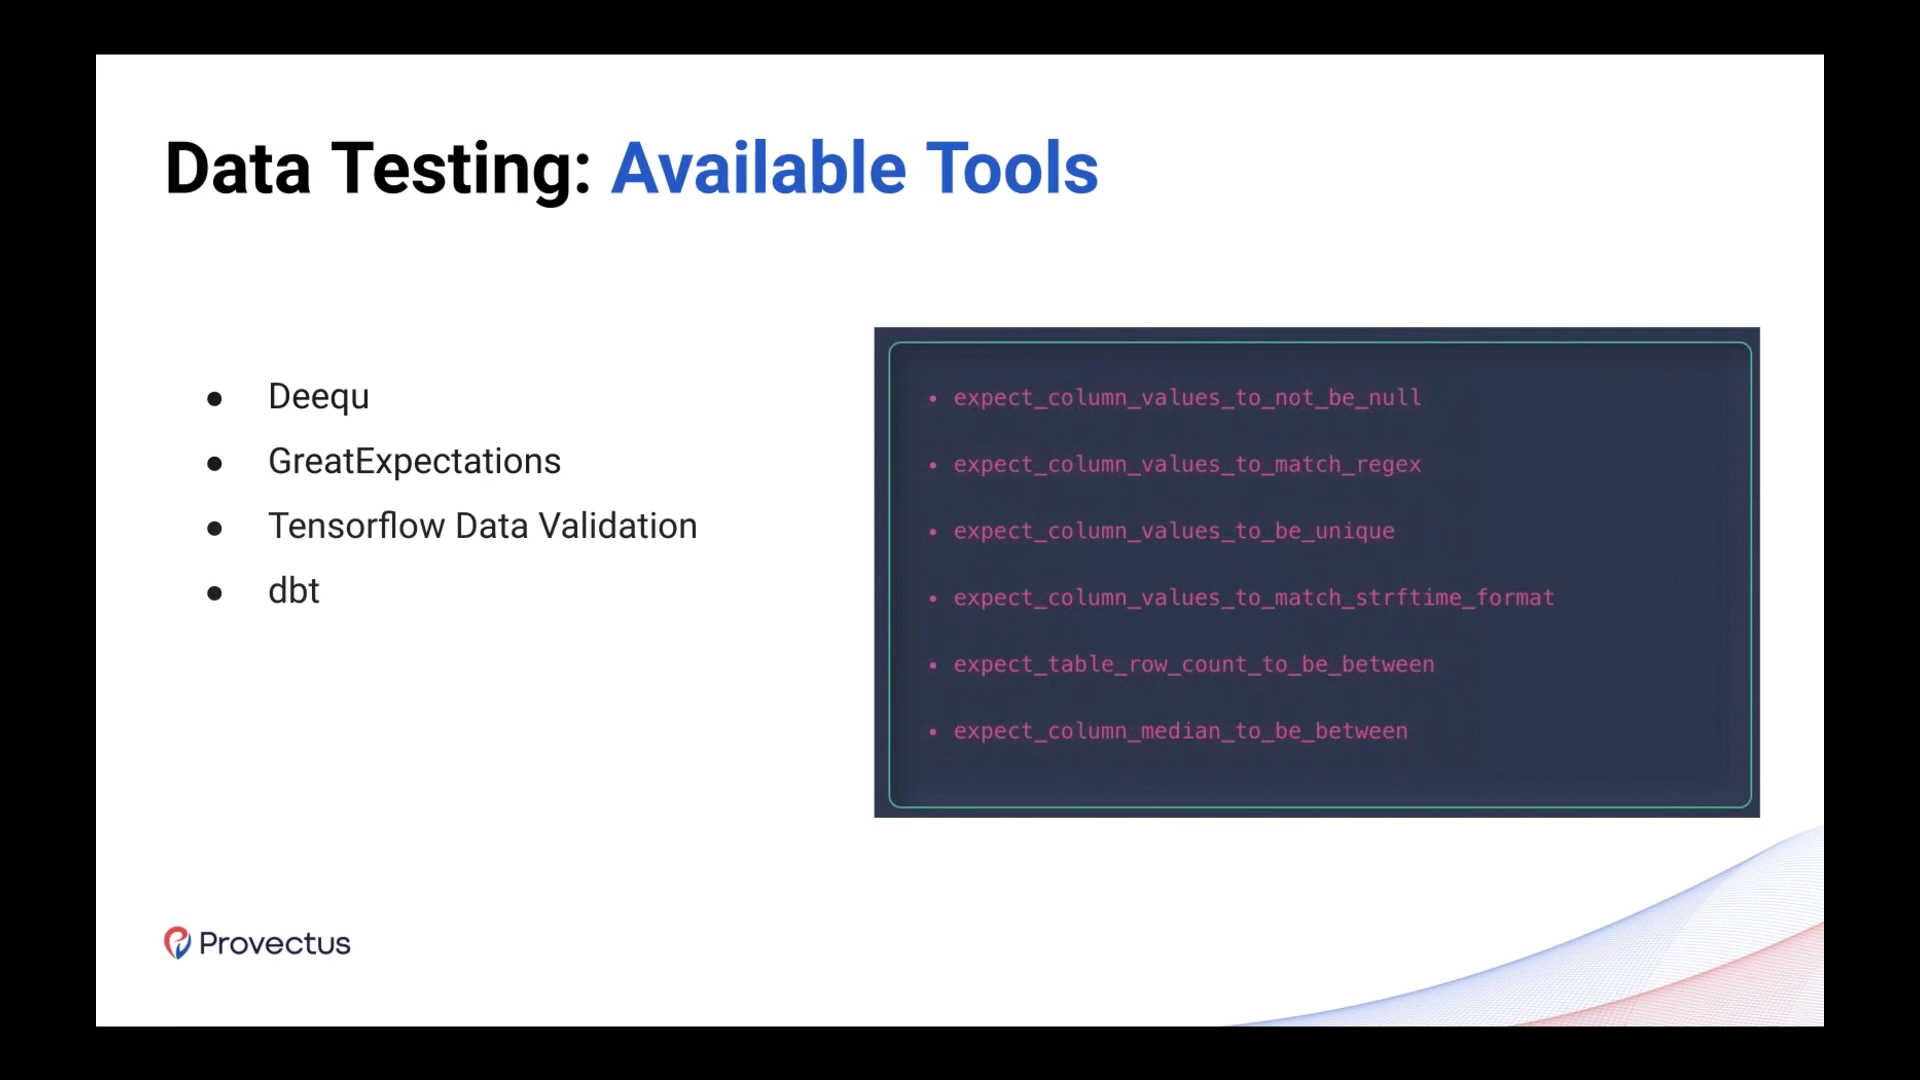 Data Testing: Available Tools
● Deequ
● GreatExpectations
● Tensorflow Data Validation
● dbt
• expect_column_values_to_not_be_null
• expect_column_values_to_match_regex
• expect_column_values_to_be_unique
• expect_column_values_to_match_strftime_format
• expect_table_row_count_to_be_between
• expect_column_median_to_be_between
Provectus